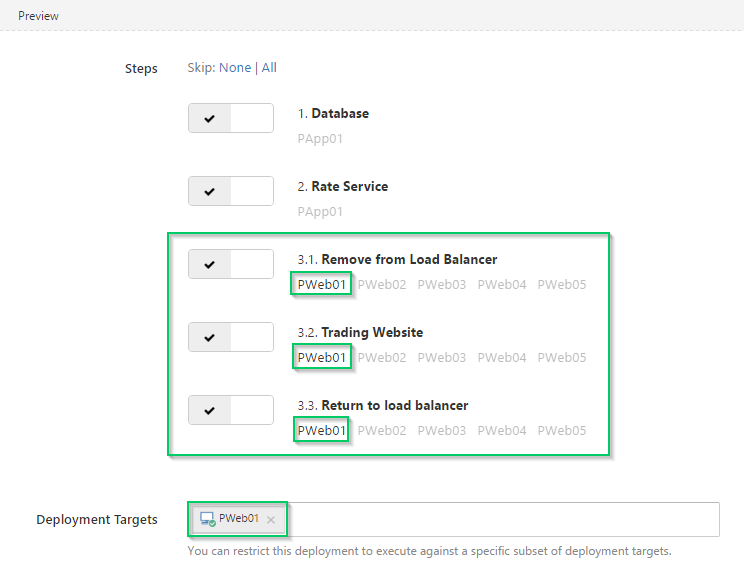 Preview
Steps Skip: None | All
1. Database
PApp01
2. Rate Service
PApp01
3.1. Remove from Load Balancer
PWeb01 PWeb02 PWeb03 PWeb04 PWeb05
3.2. Trading Website
PWeb01 PWeb02 PWeb03 PWeb04 PWeb05
3.3. Return to load balancer
PWeb01 PWeb02 PWeb03 PWeb04 PWeb05
Deployment Targets PWeb01 ×
You can restrict this deployment to execute against a specific subset of deployment targets.